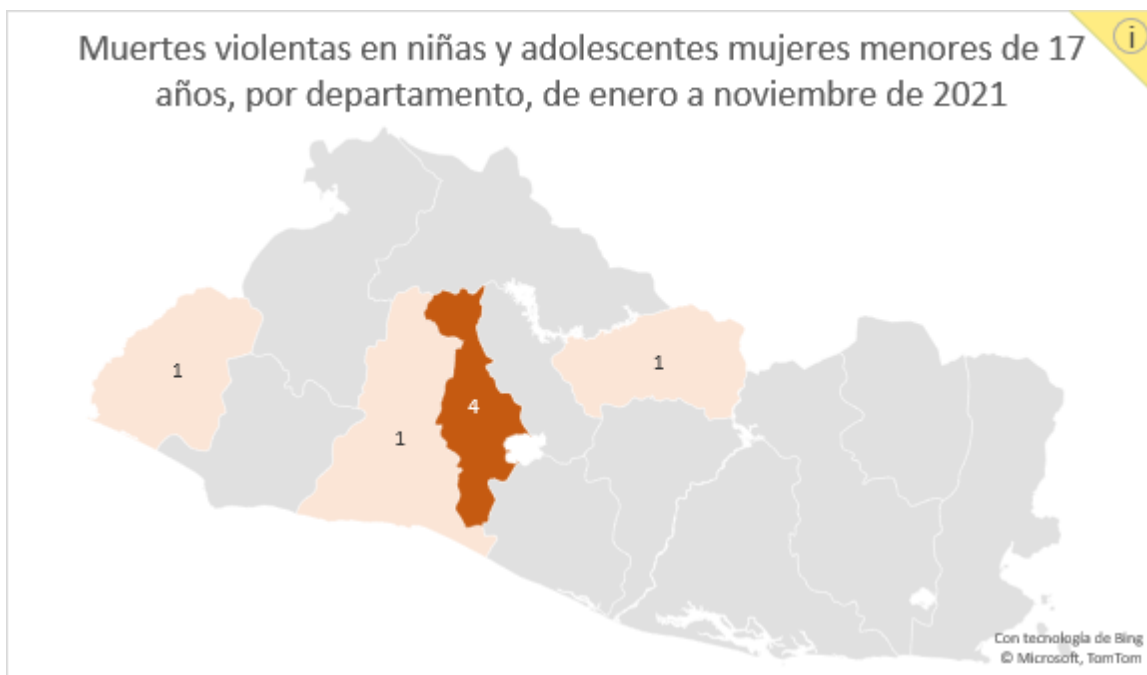 Muertes violentas en niñas y adolescentes mujeres menores de 17
años, por departamento, de enero a noviembre de 2021
i
1
1
4
1
Con tecnología de Bing
© Microsoft, TomTom